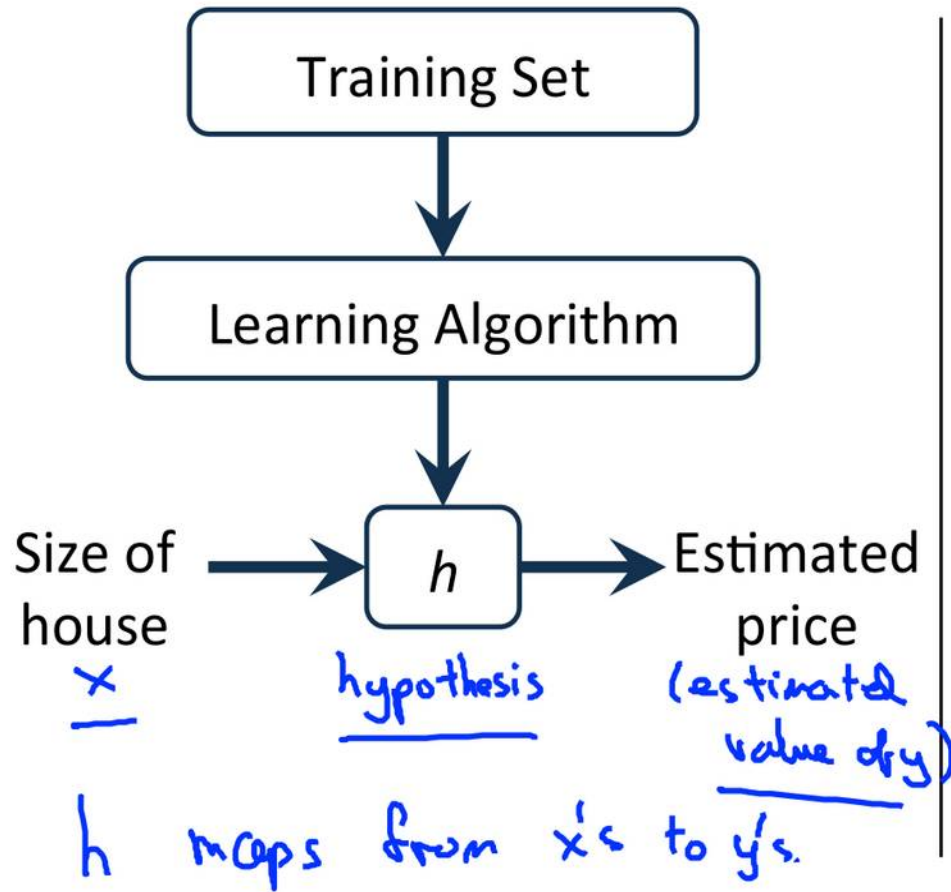 Training Set
Learning Algorithm
Size of
house
h
Estimated
price
x
hypothesis
(estimated
value of y)
h maps from x's to y's.